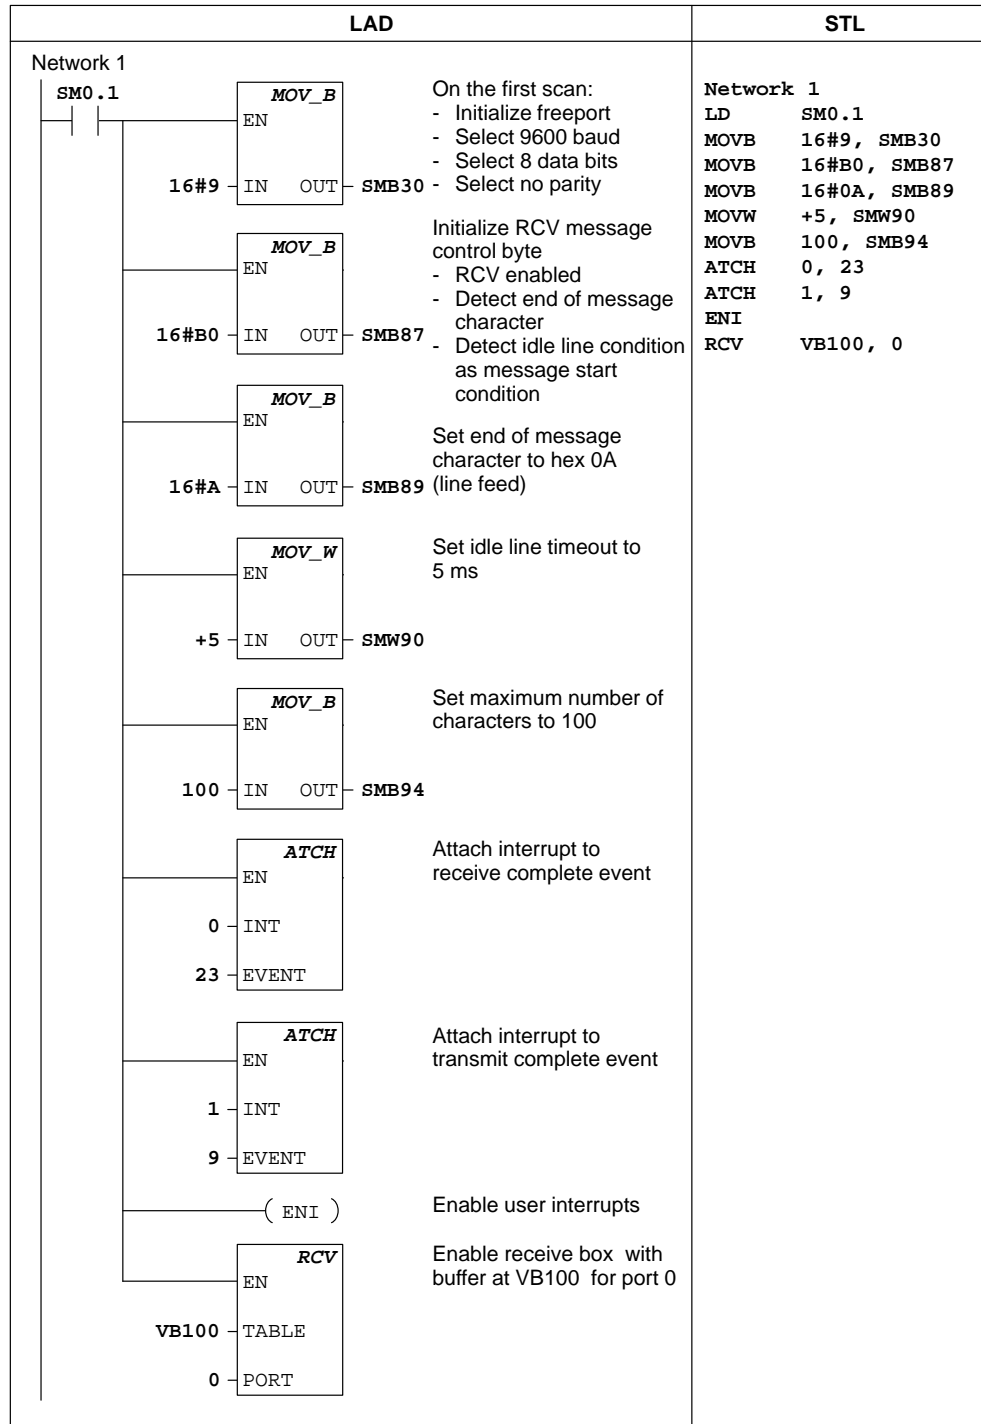 LAD
STL
Network 1
SM0.1
MOV_B
EN
16#9 IN OUT SMB30
On the first scan:
- Initialize freeport
- Select 9600 baud
- Select 8 data bits
- Select no parity
MOV_B
EN
16#B0 IN OUT SMB87
Initialize RCV message
control byte
- RCV enabled
- Detect end of message
character
- Detect idle line condition
as message start
condition
MOV_B
EN
16#A IN OUT SMB89
Set end of message
character to hex 0A
(line feed)
MOV_W
EN
+5 IN OUT SMW90
Set idle line timeout to
5 ms
MOV_B
EN
100 IN OUT SMB94
Set maximum number of
characters to 100
ATCH
EN
0 INT
23 EVENT
Attach interrupt to
receive complete event
ATCH
EN
1 INT
9 EVENT
Attach interrupt to
transmit complete event
( ENI )
Enable user interrupts
RCV
EN
VB100 TABLE
0 PORT
Enable receive box with
buffer at VB100 for port 0
Network 1
LD SM0.1
MOVB 16#9, SMB30
MOVB 16#B0, SMB87
MOVB 16#0A, SMB89
MOVW +5, SMW90
MOVB 100, SMB94
ATCH 0, 23
ATCH 1, 9
ENI
RCV VB100, 0